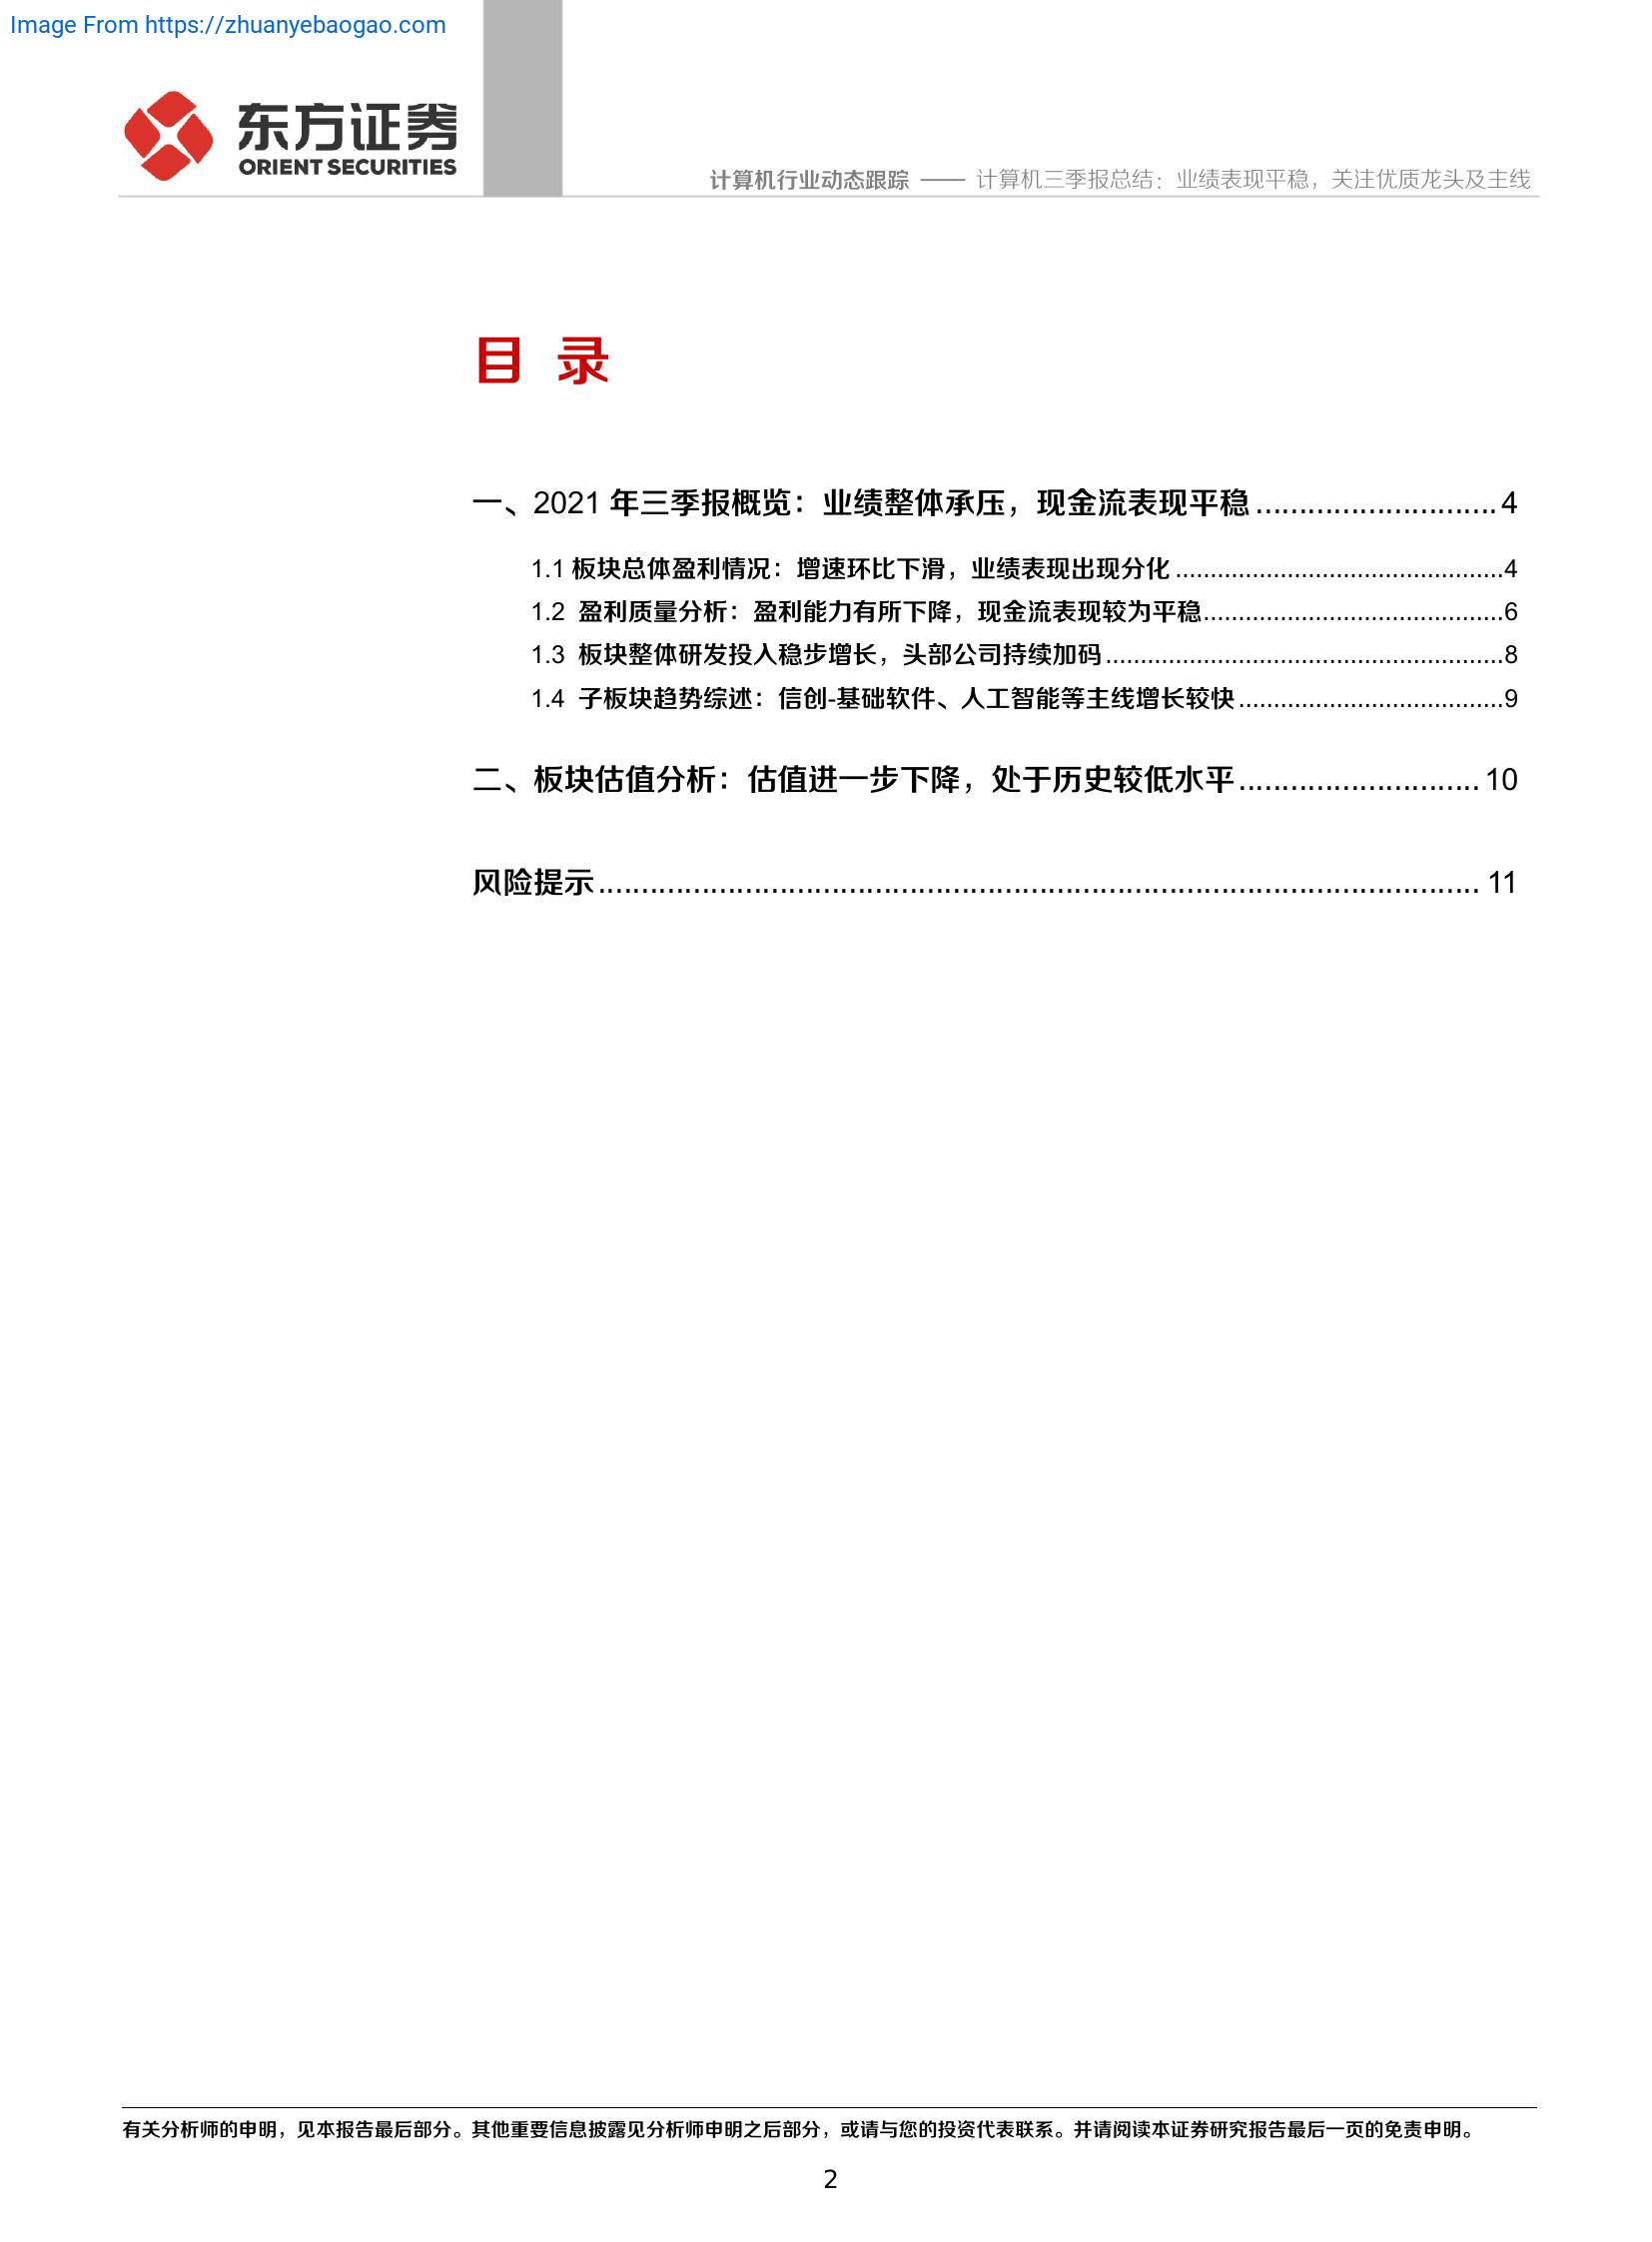 Image From https://zhuanyebaogao.com
东方证券
ORIENT SECURITIES
计算机行业动态跟踪 —— 计算机三季报总结：业绩表现平稳，关注优质龙头及主线
目 录
一、2021 年三季报概览：业绩整体承压，现金流表现平稳............................4
1.1 板块总体盈利情况：增速环比下滑，业绩表现出现分化...............................................4
1.2 盈利质量分析：盈利能力有所下降，现金流表现较为平稳...........................................6
1.3 板块整体研发投入稳步增长，头部公司持续加码.........................................................8
1.4 子板块趋势综述：信创-基础软件、人工智能等主线增长较快......................................9
二、板块估值分析：估值进一步下降，处于历史较低水平............................ 10
风险提示...................................................................................................... 11
有关分析师的申明，见本报告最后部分。其他重要信息披露见分析师申明之后部分，或请与您的投资代表联系。并请阅读本证券研究报告最后一页的免责申明。
2